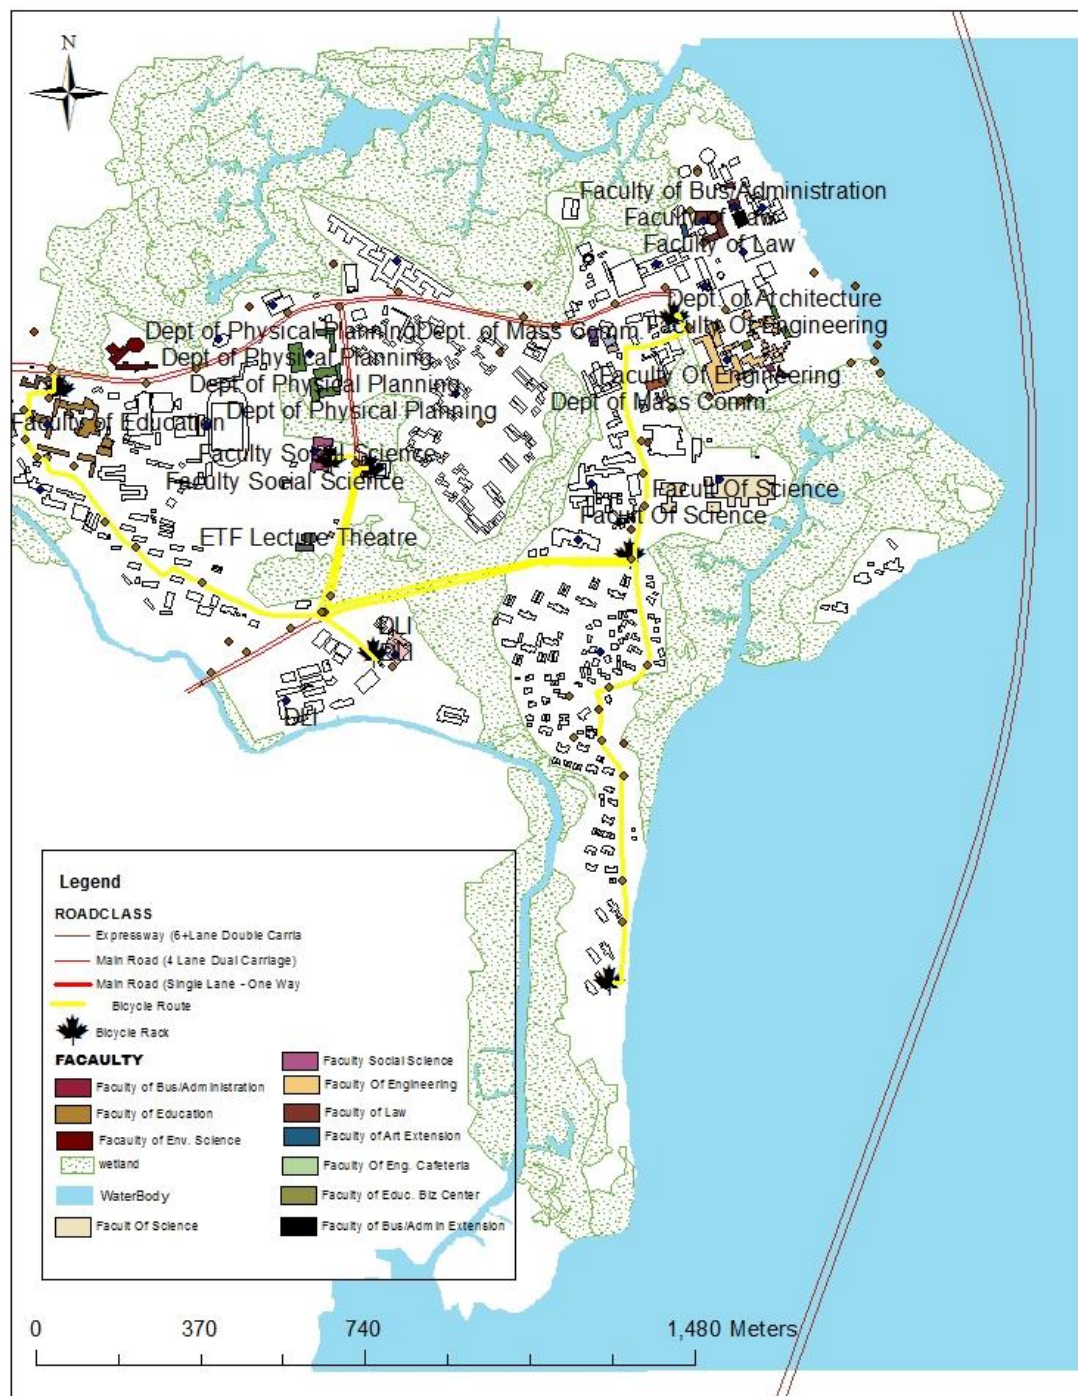 N
Faculty of Bus/Administration
Faculty of Law
Faculty of Law
Dept. of Architecture
Dept of Physical Planning
Dept. of Mass Comm
Faculty Of Engineering
Dept of Physical Planning
Dept of Physical Planning
Faculty Of Engineering
Dept of Physical Planning
Dept of Mass Comm
Faculty of Education
Faculty Social Science
Faculty Social Science
Facult Of Science
Facult Of Science
ETF Lecture Theatre
DLI
DLI
DLI
Legend
ROADCLASS
Expressway (6+Lane Double Carria
Main Road (4 Lane Dual Carriage)
Main Road (Single Lane - One Way
Bicycle Route
Bicycle Rack
FACAULTY
Faculty of Bus/Administration
Faculty of Education
Facaulty of Env. Science
wetland
WaterBody
Facult Of Science
Faculty Social Science
Faculty Of Engineering
Faculty of Law
Faculty of Art Extension
Faculty Of Eng. Cafeteria
Faculty of Educ. Biz Center
Faculty of Bus/Admin Extension
0 370 740 1,480 Meters